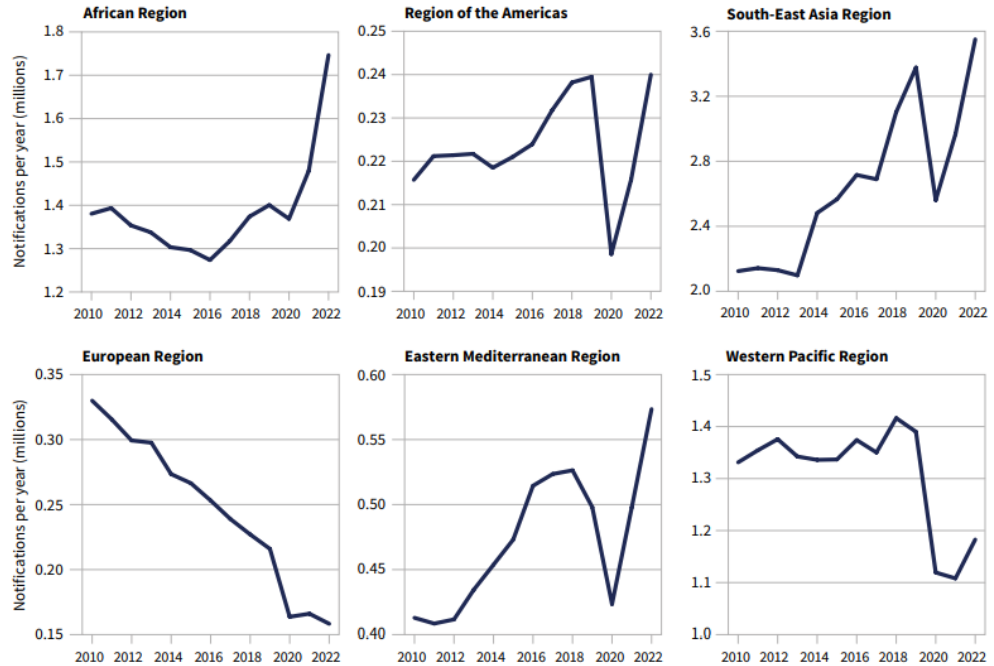 African Region
Region of the Americas
South-East Asia Region
Notifications per year (millions)
1.8
1.7
1.6
1.5
1.4
1.3
1.2
2010 2012 2014 2016 2018 2020 2022
0.25
0.24
0.23
0.22
0.21
0.20
0.19
2010 2012 2014 2016 2018 2020 2022
3.6
3.2
2.8
2.4
2.0
2010 2012 2014 2016 2018 2020 2022
European Region
Eastern Mediterranean Region
Western Pacific Region
Notifications per year (millions)
0.35
0.30
0.25
0.20
0.15
2010 2012 2014 2016 2018 2020 2022
0.60
0.55
0.50
0.45
0.40
2010 2012 2014 2016 2018 2020 2022
1.5
1.4
1.3
1.2
1.1
1.0
2010 2012 2014 2016 2018 2020 2022